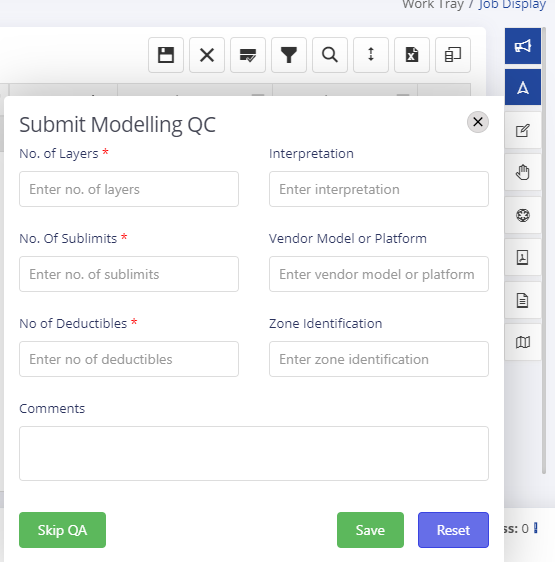 Work Tray / Job Display
Submit Modelling QC
No. of Layers *
Interpretation
Enter no. of layers
Enter interpretation
No. Of Sublimits *
Vendor Model or Platform
Enter no. of sublimits
Enter vendor model or platform
No of Deductibles *
Zone Identification
Enter no of deductibles
Enter zone identification
Comments
Skip QA
Save
Reset
ss: 0